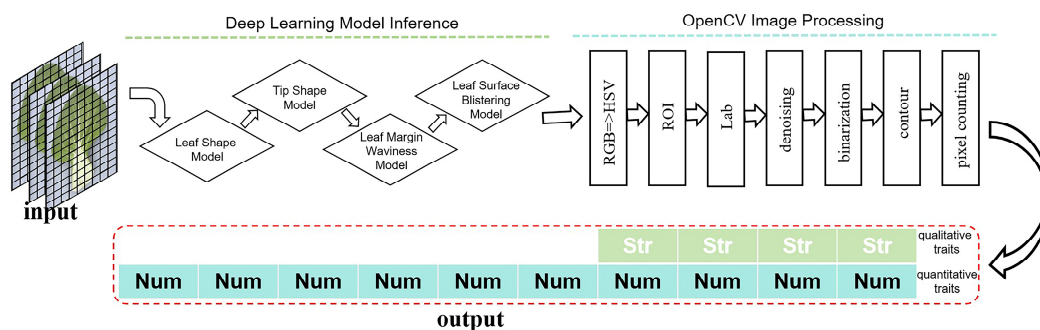 Deep Learning Model Inference
OpenCV Image Processing
input
Leaf Shape
Model
Tip Shape
Model
Leaf Margin
Waviness
Model
Leaf Surface
Blistering
Model
RGB=>HSV
ROI
Lab
denoising
binarization
contour
pixel counting
Str Str Str Str
qualitative
traits
Num Num Num Num Num Num Num Num Num Num
quantitative
traits
output